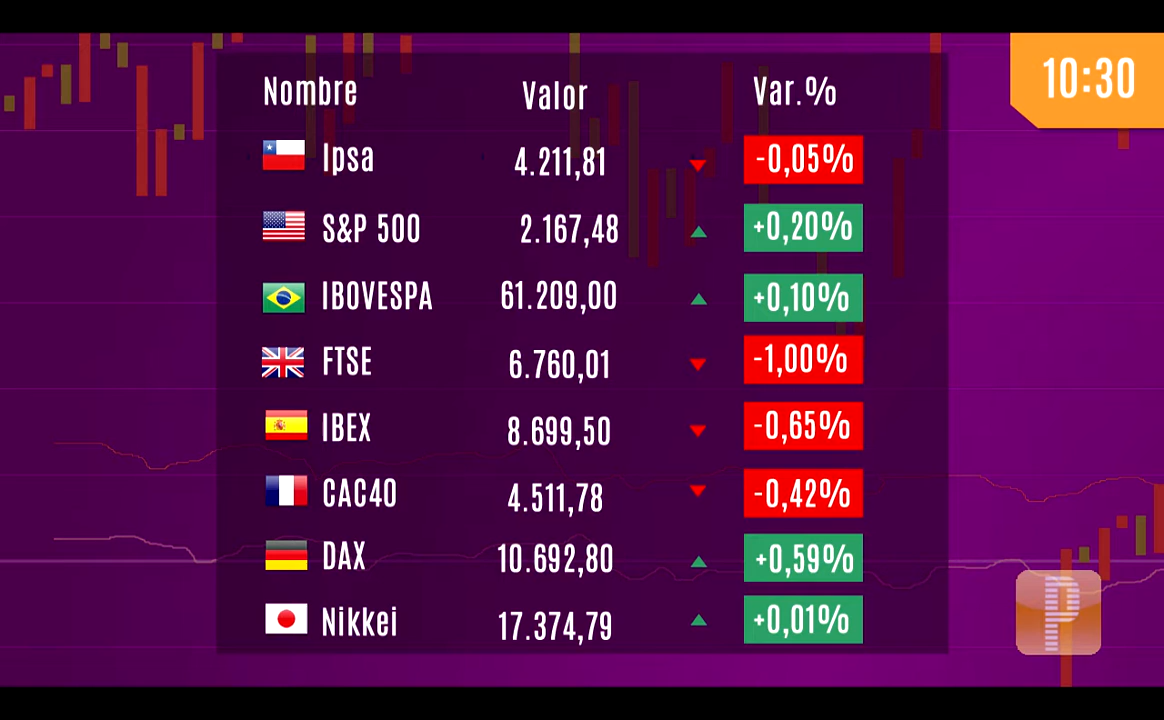 Nombre Valor Var.%
10:30
Ipsa 4.211,81 -0,05%
S&P 500 2.167,48 +0,20%
IBOVESPA 61.209,00 +0,10%
FTSE 6.760,01 -1,00%
IBEX 8.699,50 -0,65%
CAC40 4.511,78 -0,42%
DAX 10.692,80 +0,59%
Nikkei 17.374,79 +0,01%
P